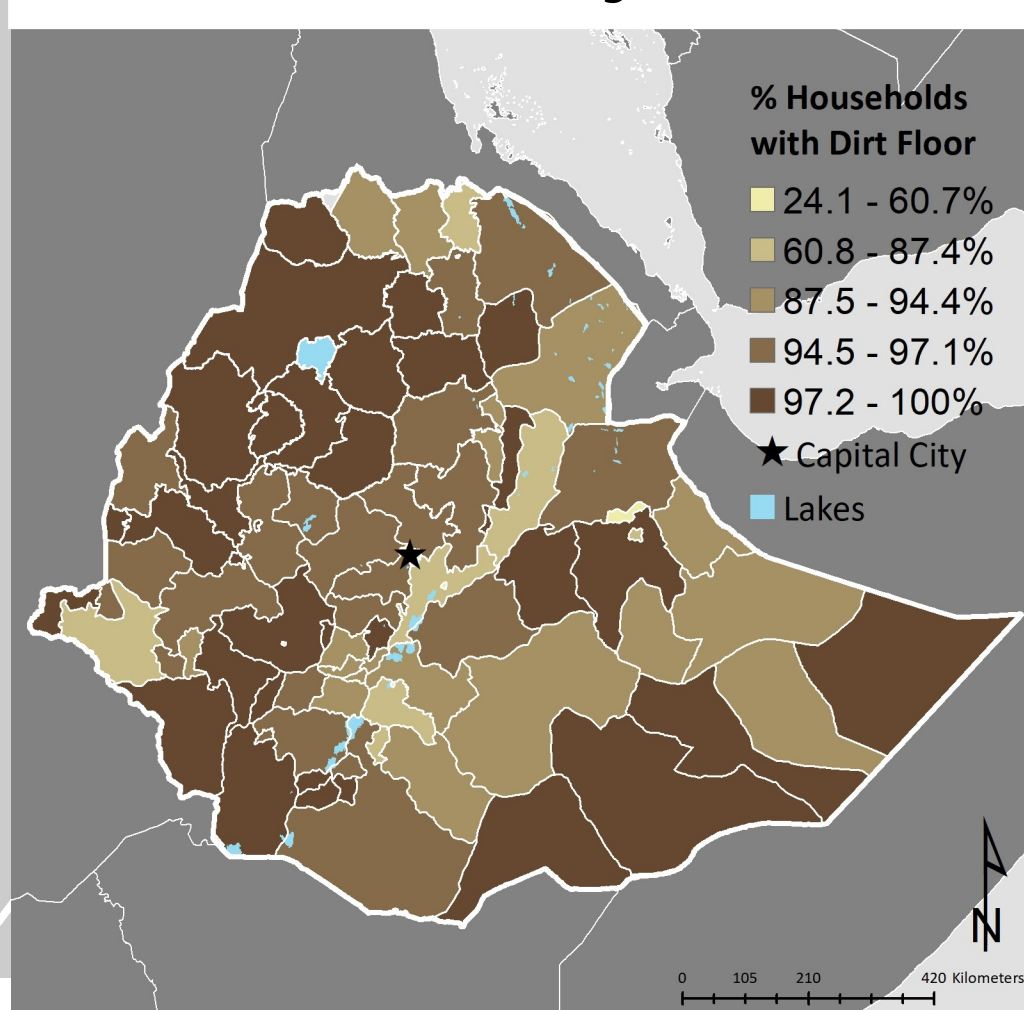 % Households
with Dirt Floor
24.1 - 60.7%
60.8 - 87.4%
87.5 - 94.4%
94.5 - 97.1%
97.2 - 100%
Capital City
Lakes
N
0 105 210 420 Kilometers